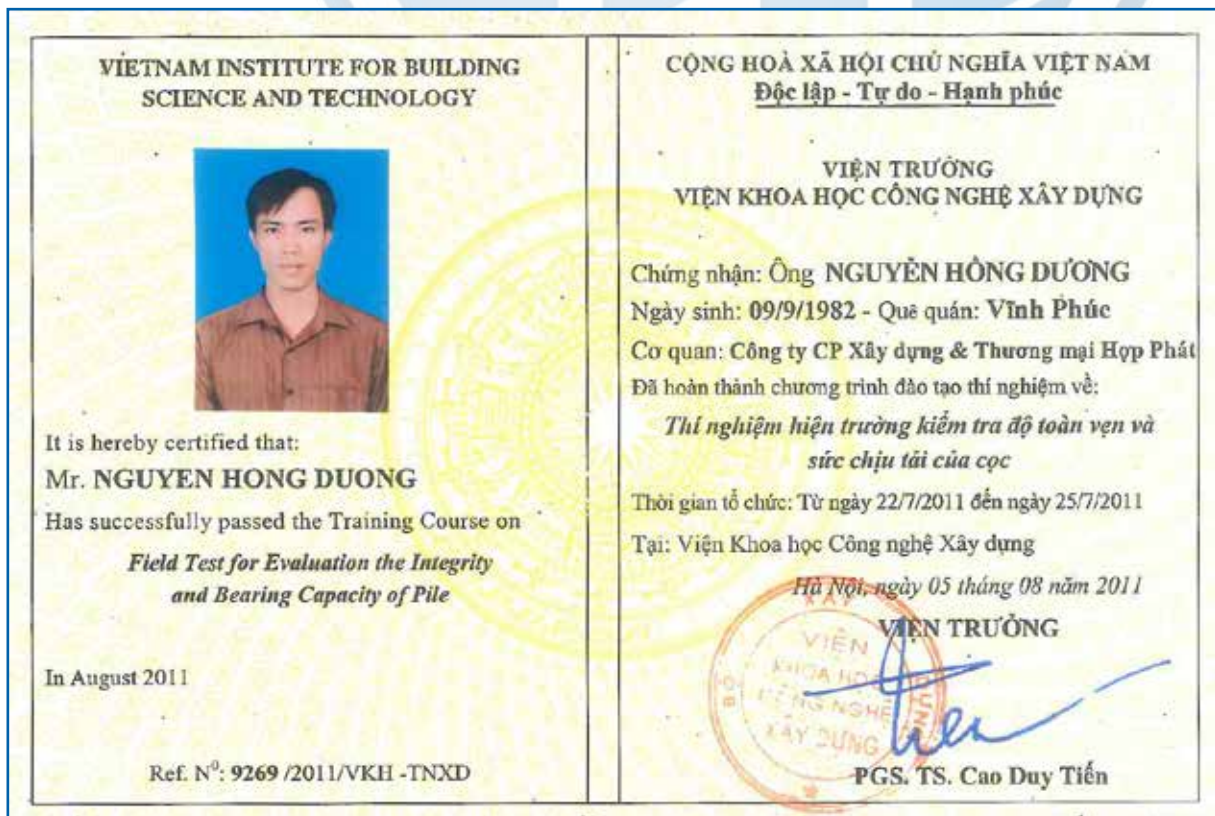 VIETNAM INSTITUTE FOR BUILDING
SCIENCE AND TECHNOLOGY
It is hereby certified that:
Mr. NGUYEN HONG DUONG
Has successfully passed the Training Course on
Field Test for Evaluation the Integrity
and Bearing Capacity of Pile
In August 2011
Ref. Nº: 9269 /2011/VKH -TNXD
CỘNG HOÀ XÃ HỘI CHỦ NGHĨA VIỆT NAM
Độc lập - Tự do - Hạnh phúc
VIỆN TRƯỞNG
VIỆN KHOA HỌC CÔNG NGHỆ XÂY DỰNG
Chứng nhận: Ông NGUYỄN HỒNG DƯƠNG
Ngày sinh: 09/9/1982 - Quê quán: Vĩnh Phúc
Cơ quan: Công ty CP Xây dựng & Thương mại Hợp Phát
Đã hoàn thành chương trình đào tạo thí nghiệm về:
Thí nghiệm hiện trường kiểm tra độ toàn vẹn và
sức chịu tải của cọc
Thời gian tổ chức: Từ ngày 22/7/2011 đến ngày 25/7/2011
Tại: Viện Khoa học Công nghệ Xây dựng
Hà Nội, ngày 05 tháng 08 năm 2011
VIỆN TRƯỞNG
BỘ XÂY DỰNG
VIỆN
KHOA HỌC
CÔNG NGHỆ
XÂY DỰNG
PGS. TS. Cao Duy Tiến